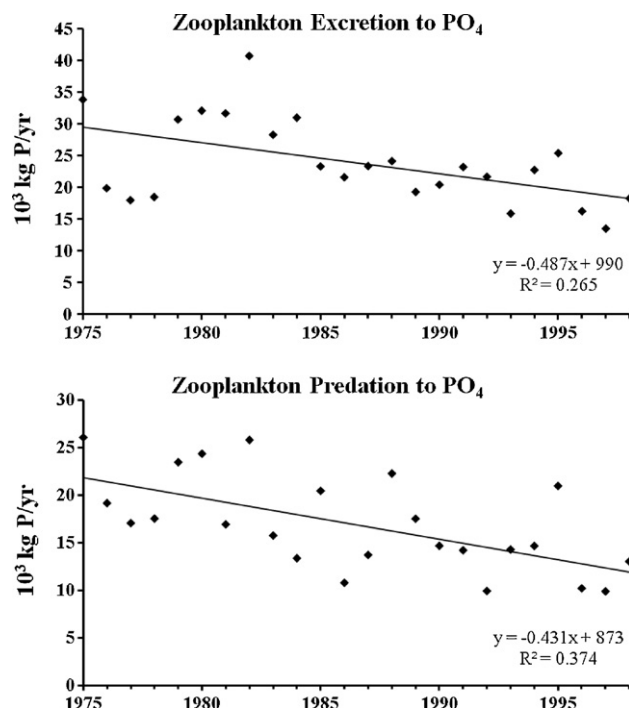 Zooplankton Excretion to PO₄
45
40
35
30
25
20
15
10
5
0
10³ kg P/yr
y = -0.487x + 990
R² = 0.265
1975 1980 1985 1990 1995
Zooplankton Predation to PO₄
30
25
20
15
10
5
0
10³ kg P/yr
y = -0.431x + 873
R² = 0.374
1975 1980 1985 1990 1995